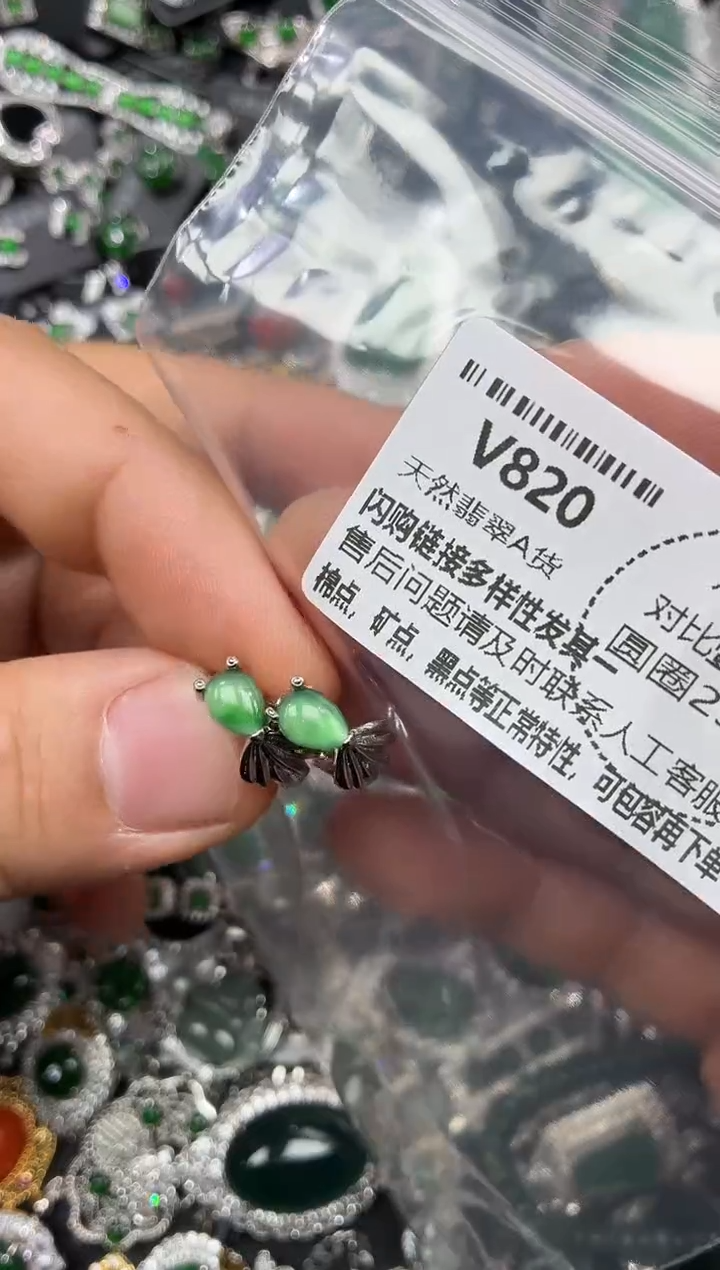 V820
天然翡翠A货
闪购链接多样性发其一
售后问题请及时联系人工客服
棉点，矿点，黑点等正常特性，可包容再下单
对比
圆圈2